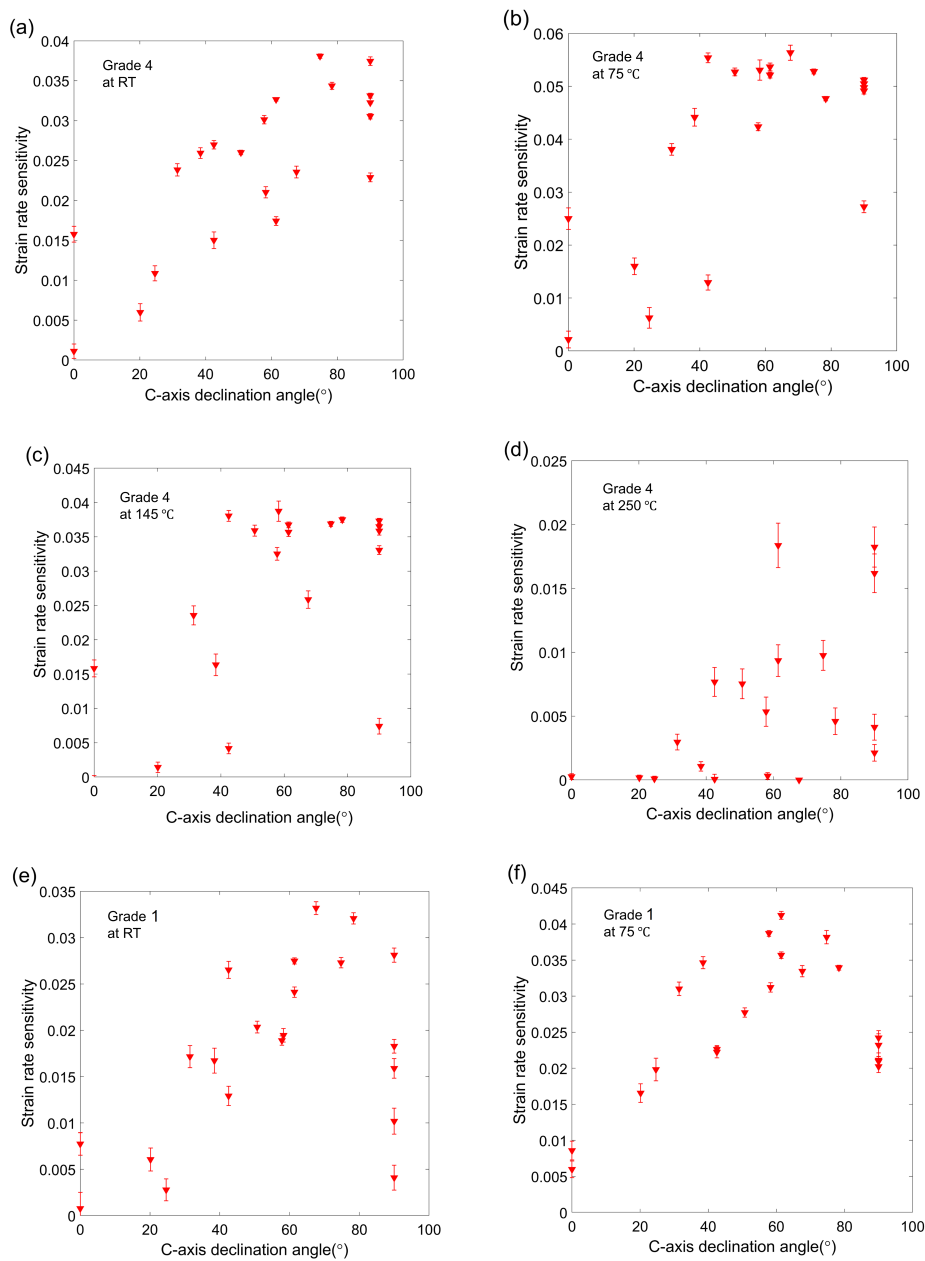 (a)
Grade 4
at RT
Strain rate sensitivity
0.04
0.035
0.03
0.025
0.02
0.015
0.01
0.005
0
0 20 40 60 80 100
C-axis declination angle(°)
(b)
Grade 4
at 75 ℃
Strain rate sensitivity
0.06
0.05
0.04
0.03
0.02
0.01
0
0 20 40 60 80 100
C-axis declination angle(°)
(c)
Grade 4
at 145 ℃
Strain rate sensitivity
0.045
0.04
0.035
0.03
0.025
0.02
0.015
0.01
0.005
0
0 20 40 60 80 100
C-axis declination angle(°)
(d)
Grade 4
at 250 ℃
Strain rate sensitivity
0.025
0.02
0.015
0.01
0.005
0
0 20 40 60 80 100
C-axis declination angle(°)
(e)
Grade 1
at RT
Strain rate sensitivity
0.035
0.03
0.025
0.02
0.015
0.01
0.005
0
0 20 40 60 80 100
C-axis declination angle(°)
(f)
Grade 1
at 75 ℃
Strain rate sensitivity
0.045
0.04
0.035
0.03
0.025
0.02
0.015
0.01
0.005
0
0 20 40 60 80 100
C-axis declination angle(°)